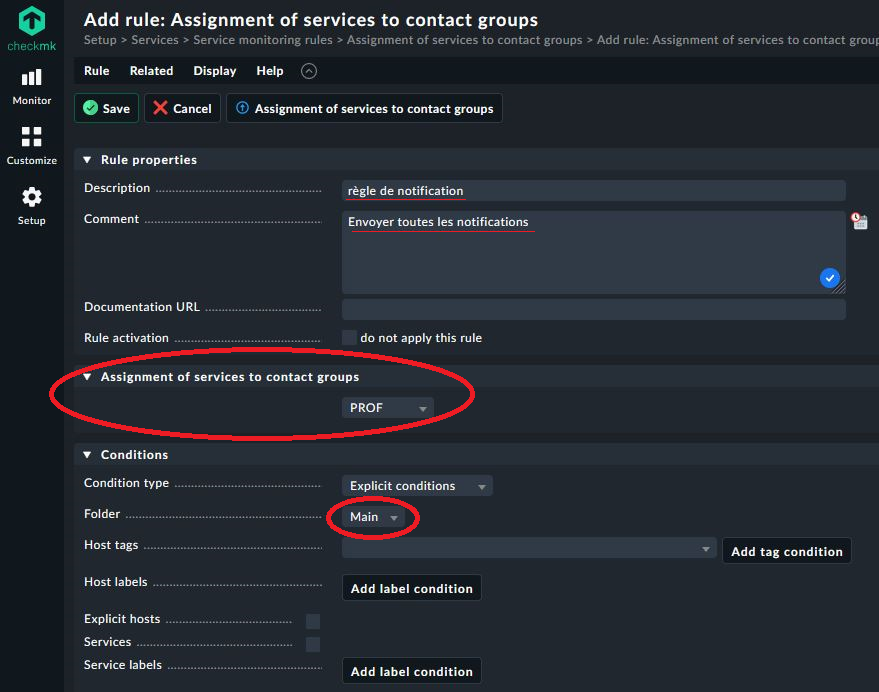 Add rule: Assignment of services to contact groups
Setup > Services > Service monitoring rules > Assignment of services to contact groups > Add rule: Assignment of services to contact group
checkmk
Rule Related Display Help
Monitor
Save Cancel Assignment of services to contact groups
Customize
Rule properties
Description
règle de notification
Setup
Comment
Envoyer toutes les notifications
Documentation URL
Rule activation
do not apply this rule
Assignment of services to contact groups
PROF
Conditions
Condition type
Explicit conditions
Folder
Main
Host tags
Add tag condition
Host labels
Add label condition
Explicit hosts
Services
Service labels
Add label condition